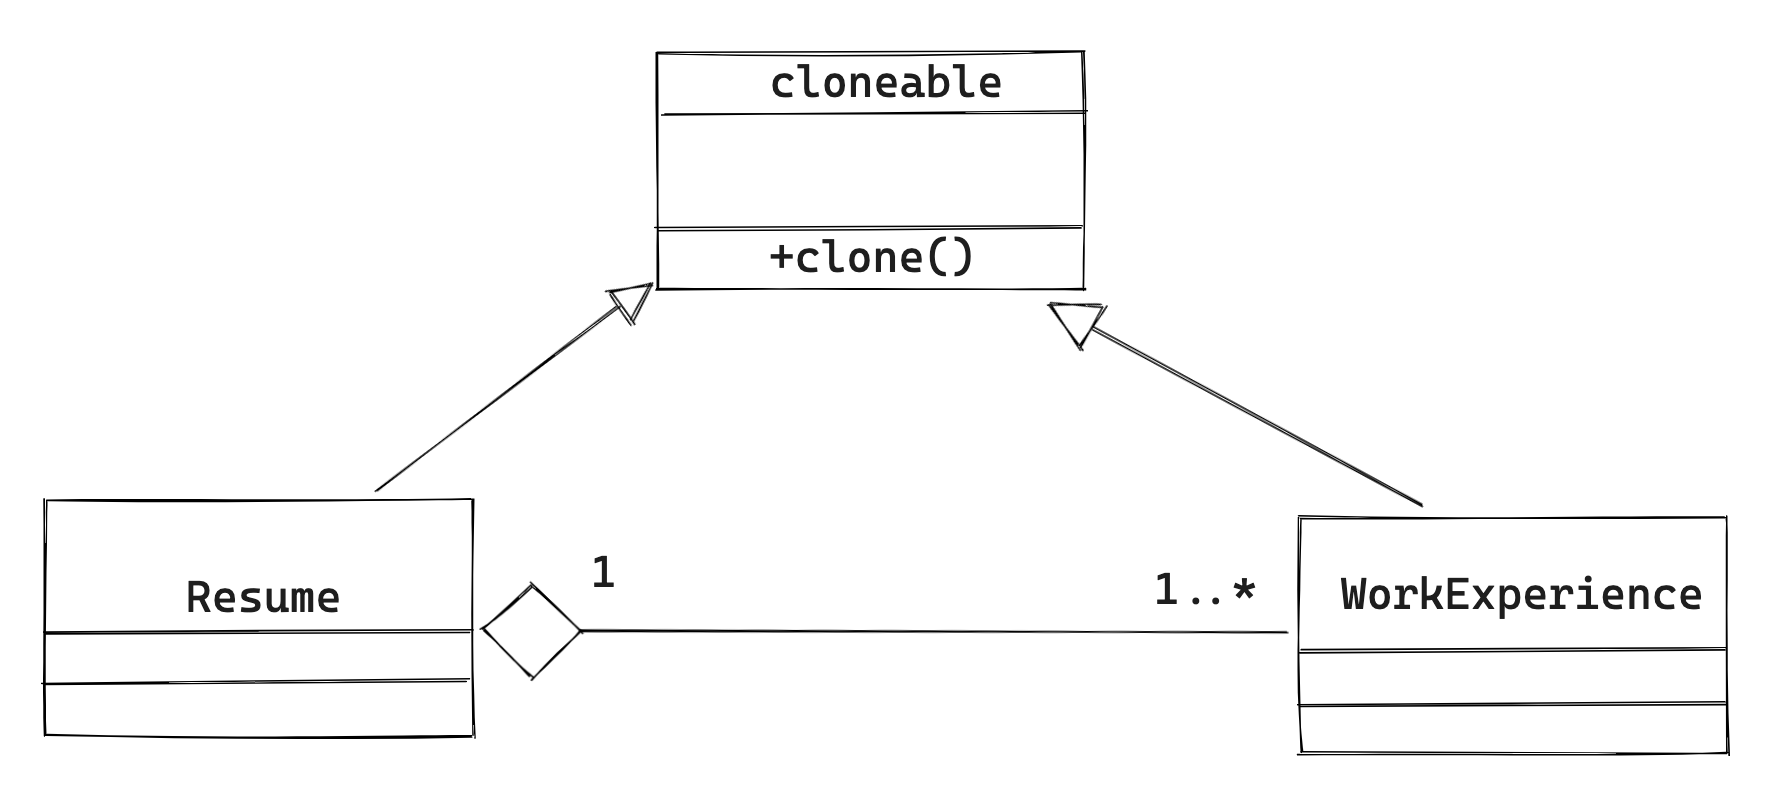 cloneable
+clone()
Resume
1
1..*
WorkExperience